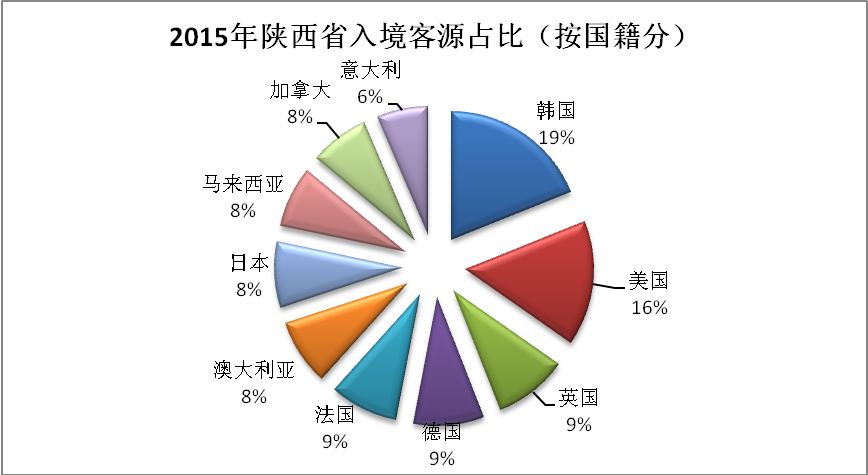 2015年陕西省入境客源占比（按国籍分）
韩国
19%
美国
16%
英国
9%
德国
9%
法国
9%
澳大利亚
8%
日本
8%
马来西亚
8%
加拿大
8%
意大利
6%